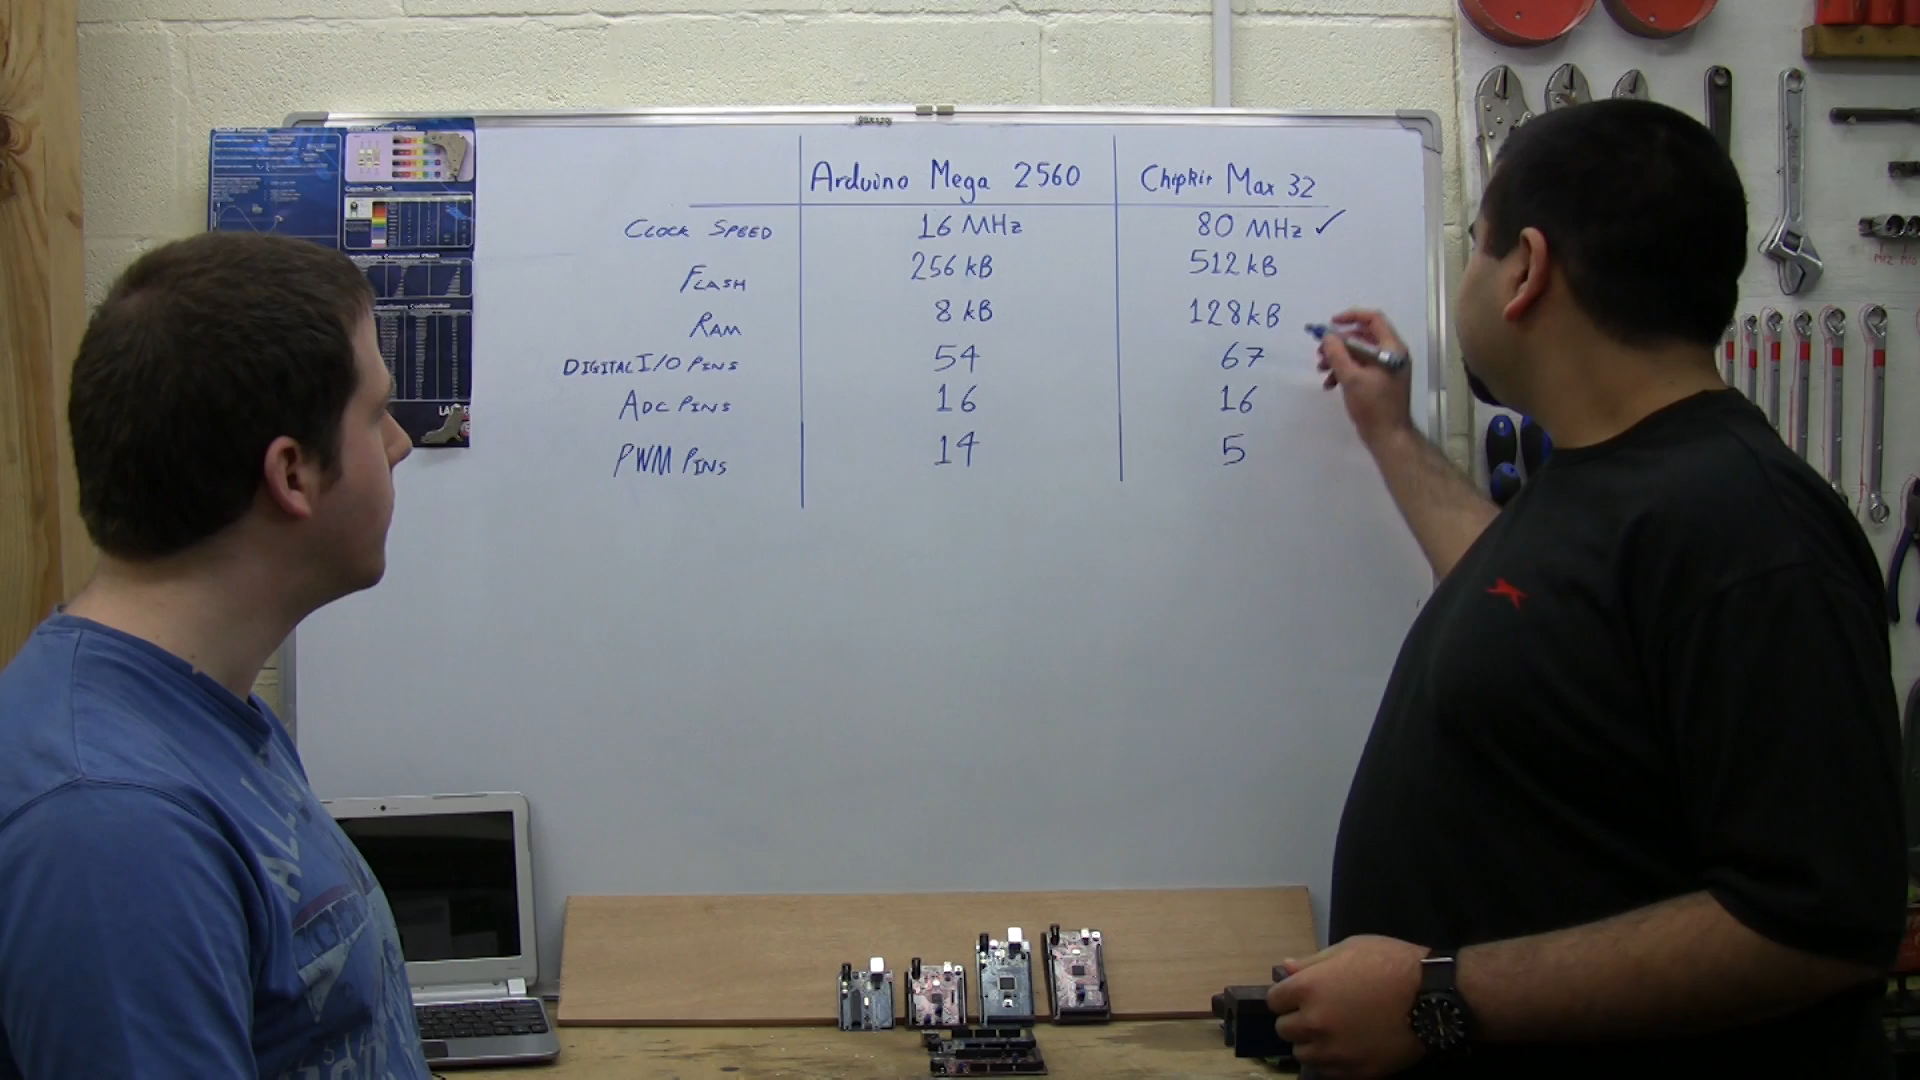 Arduino Mega 2560 Chipkit Max 32
CLOCK SPEED 16 MHz 80 MHz ✓
FLASH 256 kB 512 kB
RAM 8 kB 128 kB
DIGITAL I/O PINS 54 67
ADC PINS 16 16
PWM PINS 14 5